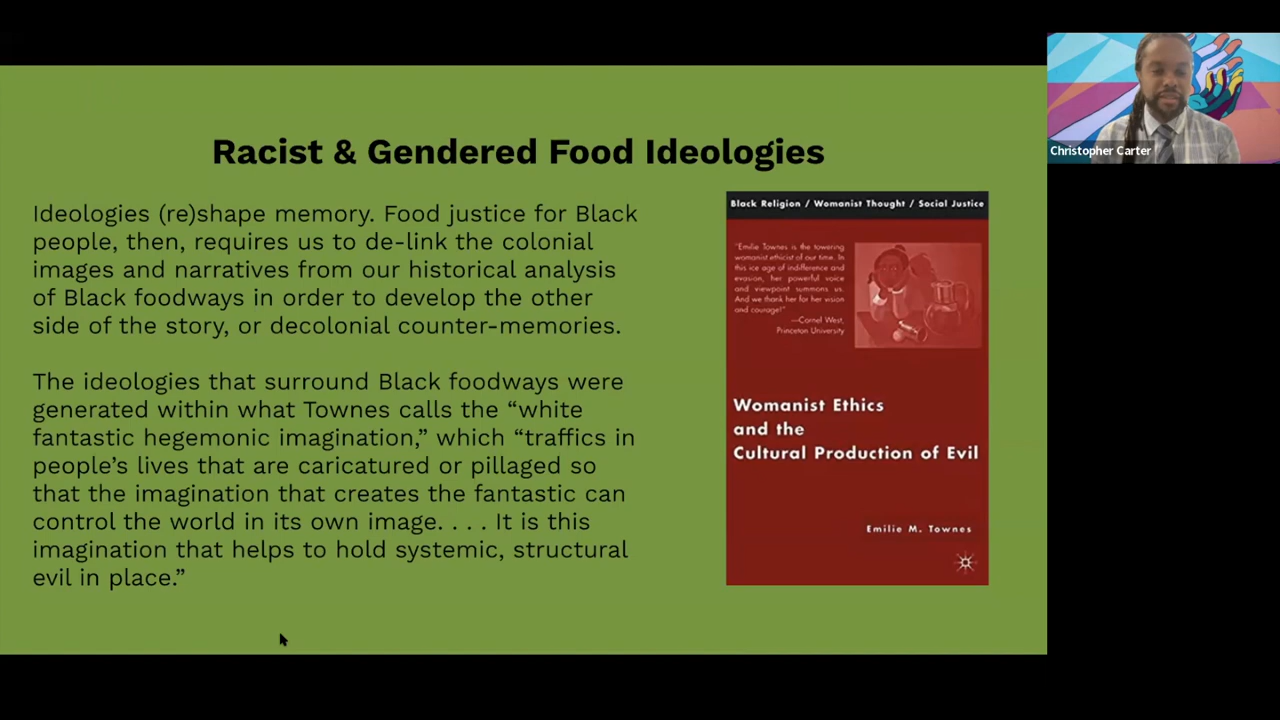 Racist & Gendered Food Ideologies
Ideologies (re)shape memory. Food justice for Black
people, then, requires us to de-link the colonial
images and narratives from our historical analysis
of Black foodways in order to develop the other
side of the story, or decolonial counter-memories.
The ideologies that surround Black foodways were
generated within what Townes calls the “white
fantastic hegemonic imagination,” which “traffics in
people’s lives that are caricatured or pillaged so
that the imagination that creates the fantastic can
control the world in its own image. . . . It is this
imagination that helps to hold systemic, structural
evil in place.”
Black Religion / Womanist Thought / Social Justice
"Emilie Townes is the towering
womanist ethicist of our time. In
this ice age of indifference and
evasion, her powerful voice
and viewpoint summons us.
And we thank her for her vision
and courage!"
—Cornel West,
Princeton University
Womanist Ethics
and the
Cultural Production of Evil
Emilie M. Townes
Christopher Carter